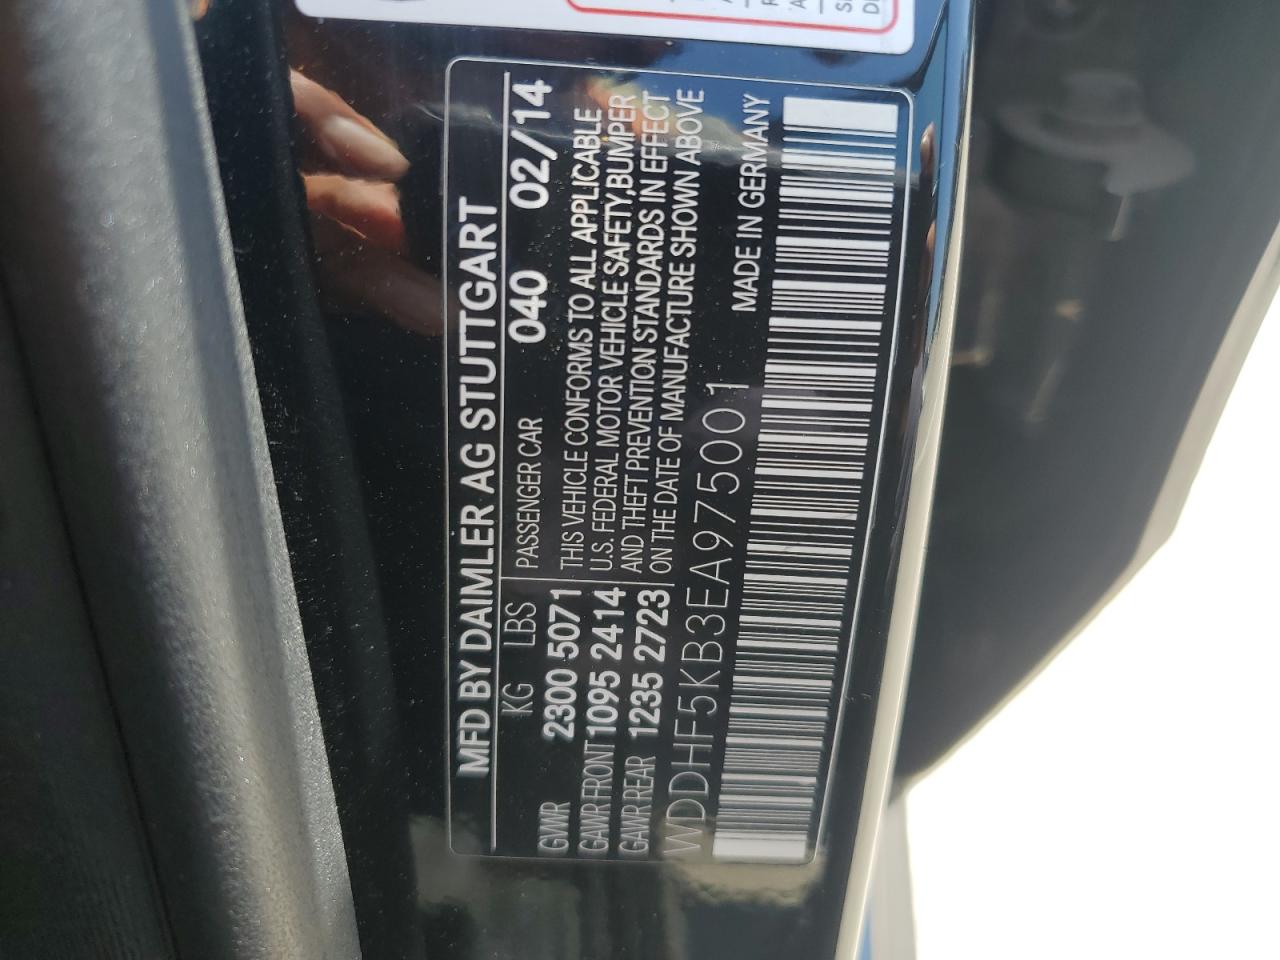 MFD BY DAIMLER AG STUTTGART
KG LBS PASSENGER CAR 040 02/14
GVWR 2300 5071 THIS VEHICLE CONFORMS TO ALL APPLICABLE
GAWR FRONT 1095 2414 U.S. FEDERAL MOTOR VEHICLE SAFETY,BUMPER
GAWR REAR 1235 2723 AND THEFT PREVENTION STANDARDS IN EFFECT
ON THE DATE OF MANUFACTURE SHOWN ABOVE
WDDHF5KB3EA975001 MADE IN GERMANY